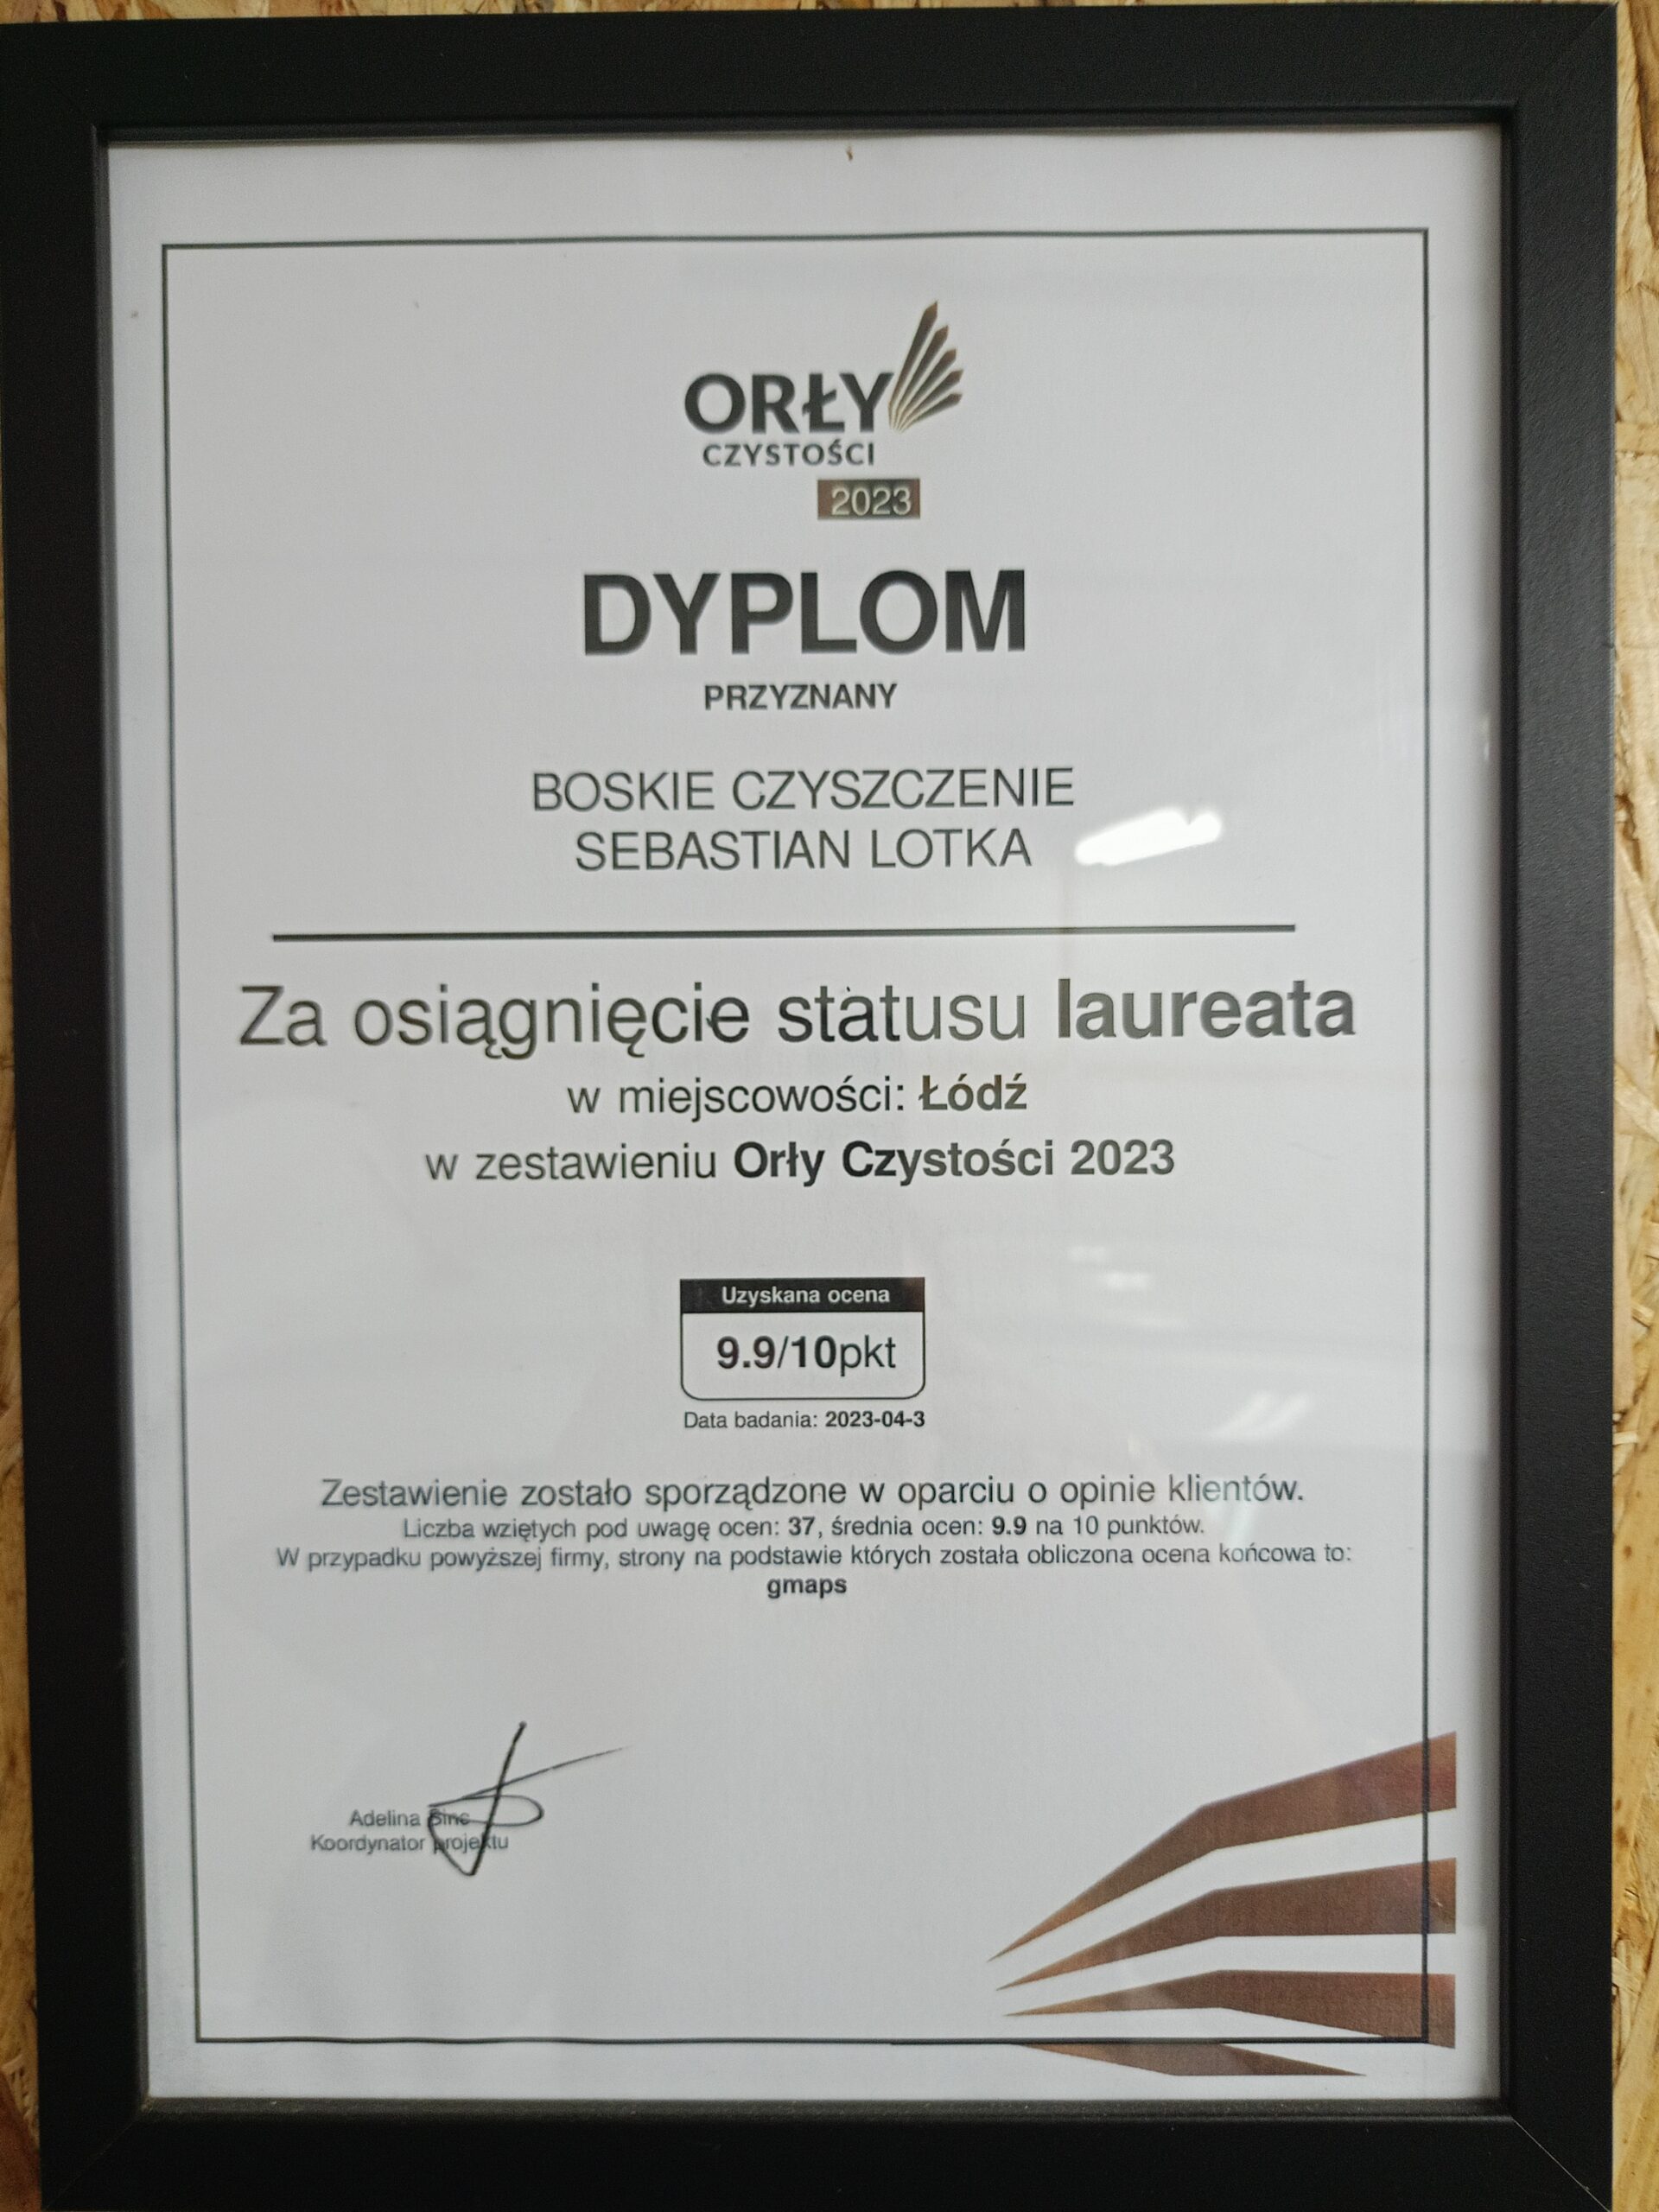 ORŁY
CZYSTOŚCI
2023
DYPLOM
PRZYZNANY
BOSKIE CZYSZCZENIE
SEBASTIAN LOTKA
Za osiągnięcie statusu laureata
w miejscowości: Łódź
w zestawieniu Orły Czystości 2023
Uzyskana ocena
9.9/10pkt
Data badania: 2023-04-3
Zestawienie zostało sporządzone w oparciu o opinie klientów.
Liczba wziętych pod uwagę ocen: 37, średnia ocen: 9.9 na 10 punktów.
W przypadku powyższej firmy, strony na podstawie których została obliczona ocena końcowa to:
gmaps
Adelina
Koordynator projektu